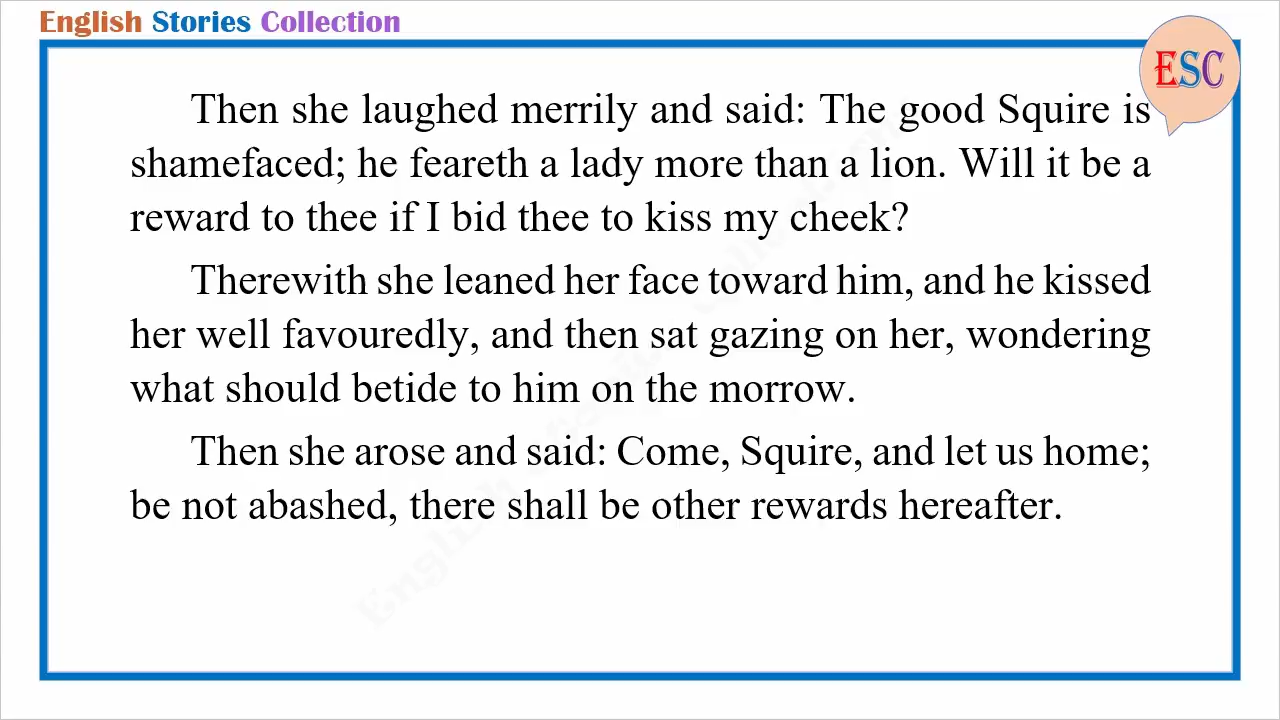 English Stories Collection
ESC
Then she laughed merrily and said: The good Squire is
shamefaced; he feareth a lady more than a lion. Will it be a
reward to thee if I bid thee to kiss my cheek?
Therewith she leaned her face toward him, and he kissed
her well favouredly, and then sat gazing on her, wondering
what should betide to him on the morrow.
Then she arose and said: Come, Squire, and let us home;
be not abashed, there shall be other rewards hereafter.